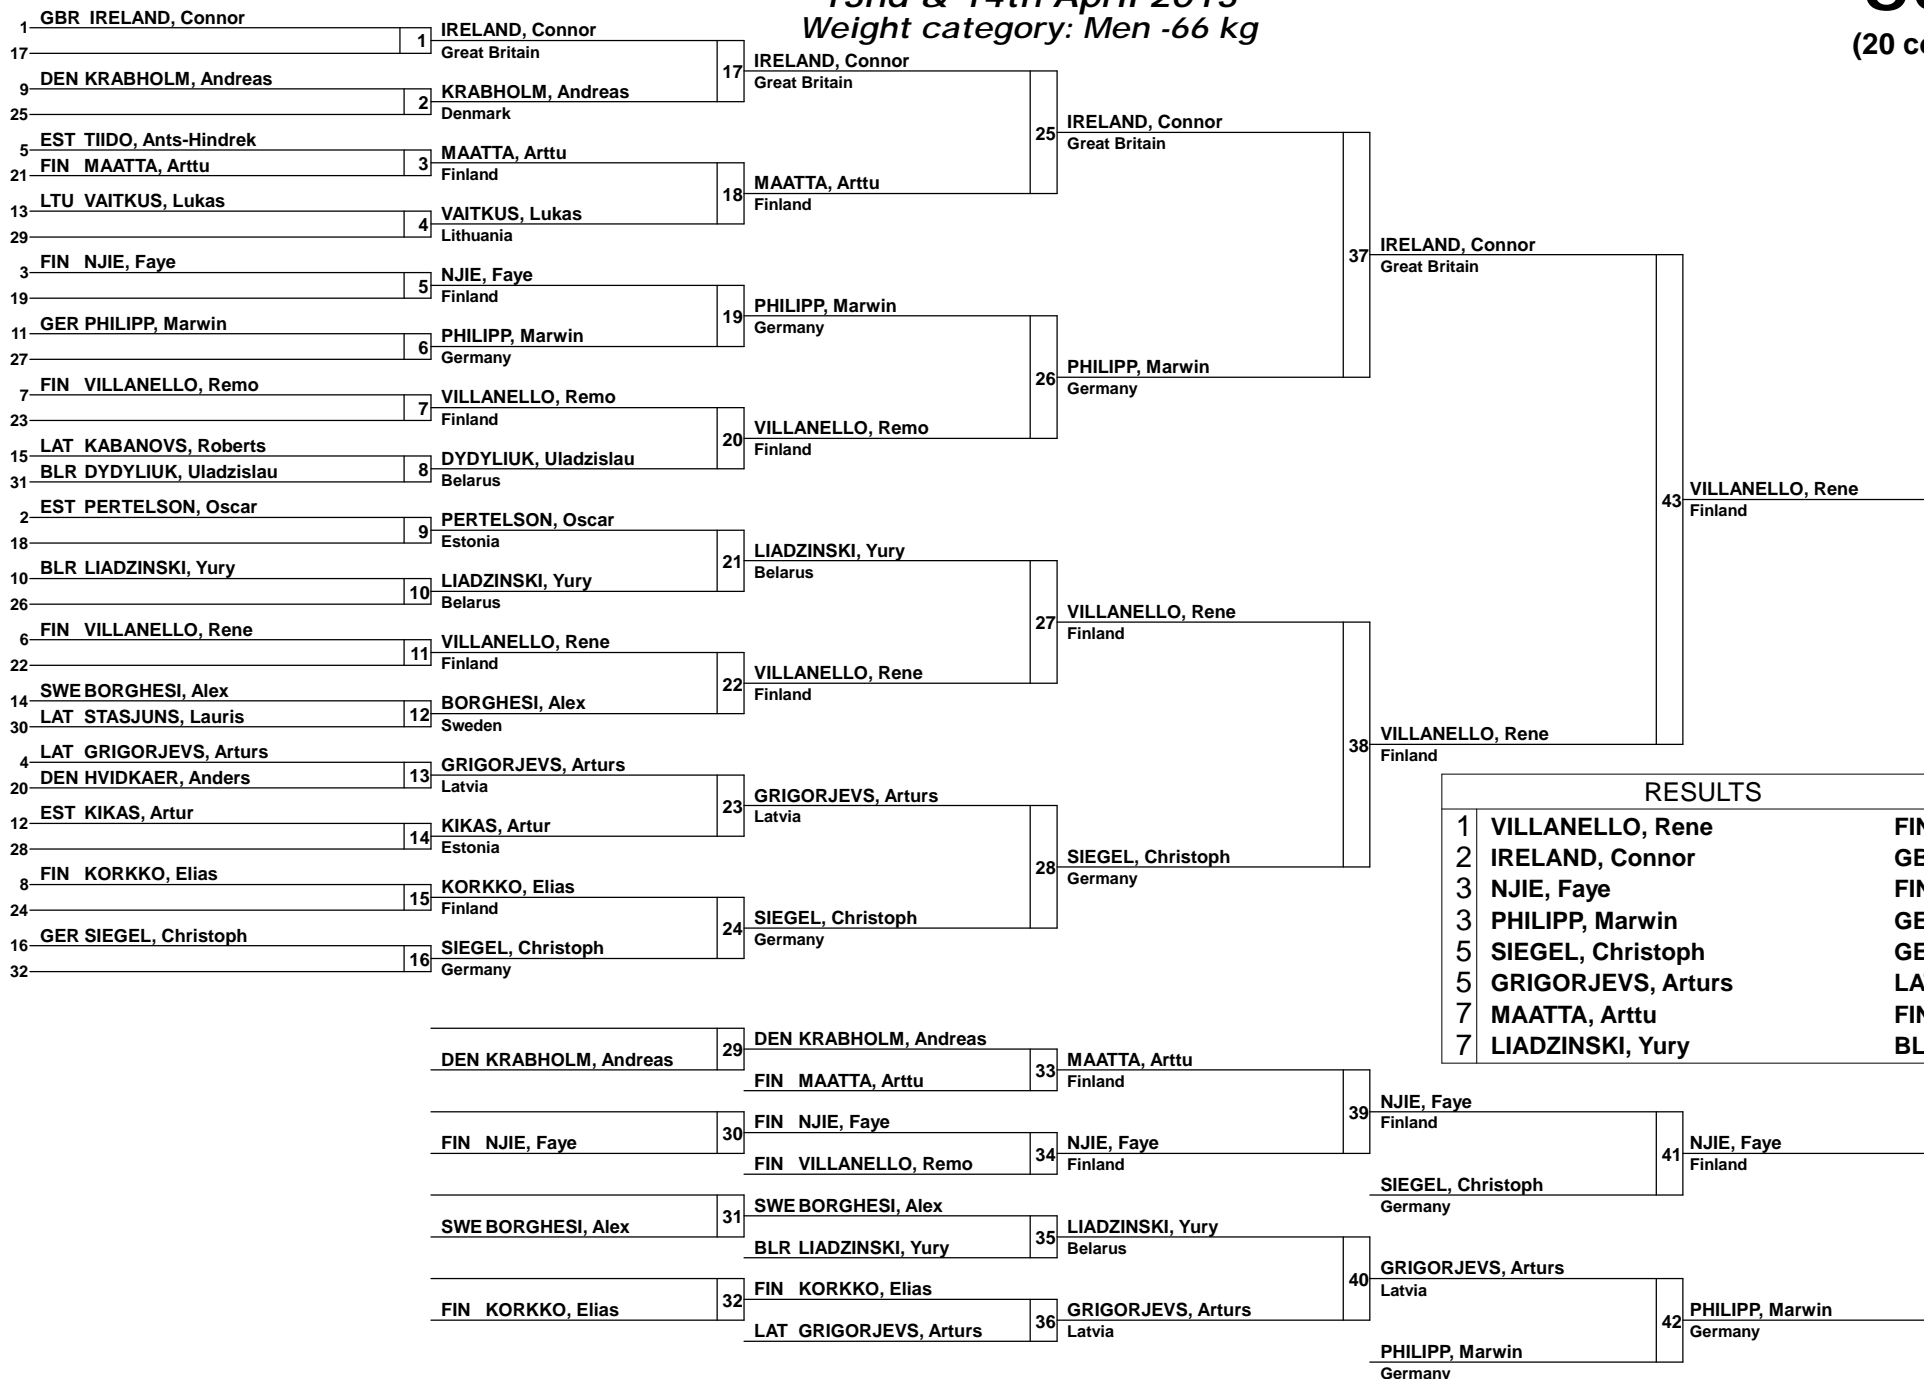 13nd & 14th April 2013
Weight category: Men -66 kg
1 GBR IRELAND, Connor
17
1
9 DEN KRABHOLM, Andreas
25
2
5 EST TIIDO, Ants-Hindrek
21 FIN MAATTA, Arttu
3
13 LTU VAITKUS, Lukas
29
4
3 FIN NJIE, Faye
19
5
11 GER PHILIPP, Marwin
27
6
7 FIN VILLANELLO, Remo
23
7
15 LAT KABANOVS, Roberts
31 BLR DYDYLIUK, Uladzislau
8
2 EST PERTELSON, Oscar
18
9
10 BLR LIADZINSKI, Yury
26
10
6 FIN VILLANELLO, Rene
22
11
14 SWE BORGHESI, Alex
30 LAT STASJUNS, Lauris
12
4 LAT GRIGORJEVS, Arturs
20 DEN HVIDKAER, Anders
13
12 EST KIKAS, Artur
28
14
8 FIN KORKKO, Elias
24
15
16 GER SIEGEL, Christoph
32
16
IRELAND, Connor
Great Britain
17
KRABHOLM, Andreas
Denmark
MAATTA, Arttu
Finland
18
VAITKUS, Lukas
Lithuania
NJIE, Faye
Finland
19
PHILIPP, Marwin
Germany
VILLANELLO, Remo
Finland
20
DYDYLIUK, Uladzislau
Belarus
PERTELSON, Oscar
Estonia
21
LIADZINSKI, Yury
Belarus
VILLANELLO, Rene
Finland
22
BORGHESI, Alex
Sweden
GRIGORJEVS, Arturs
Latvia
23
KIKAS, Artur
Estonia
KORKKO, Elias
Finland
24
SIEGEL, Christoph
Germany
IRELAND, Connor
Great Britain
25
MAATTA, Arttu
Finland
PHILIPP, Marwin
Germany
26
VILLANELLO, Remo
Finland
LIADZINSKI, Yury
Belarus
27
VILLANELLO, Rene
Finland
GRIGORJEVS, Arturs
Latvia
28
SIEGEL, Christoph
Germany
IRELAND, Connor
Great Britain
37
PHILIPP, Marwin
Germany
VILLANELLO, Rene
Finland
38
SIEGEL, Christoph
Germany
IRELAND, Connor
Great Britain
43
VILLANELLO, Rene
Finland
VILLANELLO, Rene
Finland
(20
RESULTS
1 VILLANELLO, Rene
2 IRELAND, Connor
3 NJIE, Faye
3 PHILIPP, Marwin
5 SIEGEL, Christoph
5 GRIGORJEVS, Arturs
7 MAATTA, Arttu
7 LIADZINSKI, Yury
DEN KRABHOLM, Andreas
29
FIN NJIE, Faye
30
SWE BORGHESI, Alex
31
FIN KORKKO, Elias
32
DEN KRABHOLM, Andreas
FIN MAATTA, Arttu
33
FIN NJIE, Faye
FIN VILLANELLO, Remo
34
SWE BORGHESI, Alex
BLR LIADZINSKI, Yury
35
FIN KORKKO, Elias
LAT GRIGORJEVS, Arturs
36
MAATTA, Arttu
Finland
39
NJIE, Faye
Finland
LIADZINSKI, Yury
Belarus
40
GRIGORJEVS, Arturs
Latvia
NJIE, Faye
Finland
41
SIEGEL, Christoph
Germany
GRIGORJEVS, Arturs
Latvia
42
PHILIPP, Marwin
Germany
NJIE, Faye
Finland
PHILIPP, Marwin
Germany